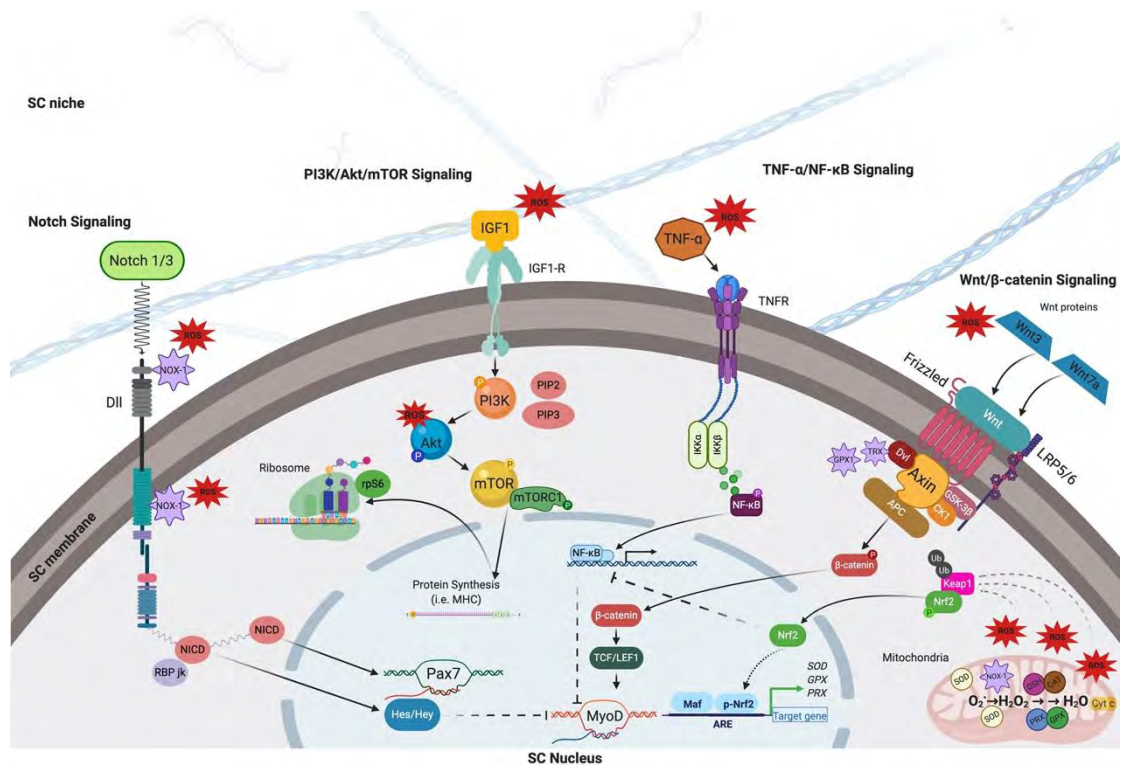 SC niche
PI3K/Akt/mTOR Signaling
TNF-α/NF-κB Signaling
Notch Signaling
Wnt/β-catenin Signaling
Notch 1/3
ROS
NOX-1
Dll
ROS
NOX-1
SC membrane
NICD
NICD
RBP jk
IGF1
ROS
IGF1-R
P
PI3K
PIP2
PIP3
ROS
Akt
P
P
mTOR
mTORC1
P
Ribosome
rpS6
Protein Synthesis
(i.e. MHC)
TNF-α
ROS
TNFR
IKKα
IKKβ
P
NF-κB
NF-κB
Wnt proteins
ROS
Wnt3
Wnt7a
Frizzled
Wnt
LRP5/6
GPX1
TRX
Dvl
Axin
GSK-3β
CK1
APC
P
β-catenin
β-catenin
TCF/LEF1
Ub
Ub
Keap1
Nrf2
P
Nrf2
Pax7
Hes/Hey
MyoD
Maf
p-Nrf2
ARE
SOD
GPX
PRX
Target gene
Mitochondria
ROS
ROS
ROS
SOD
NOX-1
GSH
CAT
O₂⁻→H₂O₂→→H₂O
Cyt c
SOD
PRX
GPX
SC Nucleus